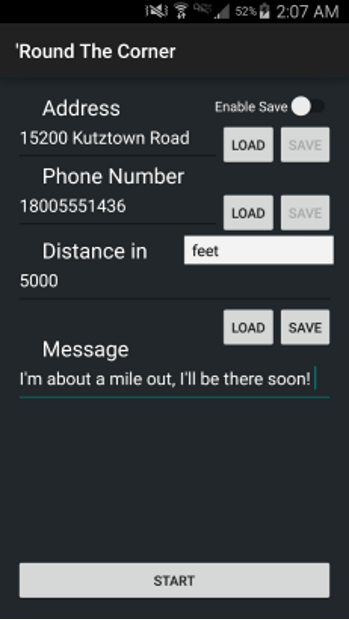 52% 2:07 AM
'Round The Corner
Address Enable Save
15200 Kutztown Road LOAD SAVE
Phone Number
18005551436 LOAD SAVE
Distance in feet
5000
LOAD SAVE
Message
I'm about a mile out, I'll be there soon!
START